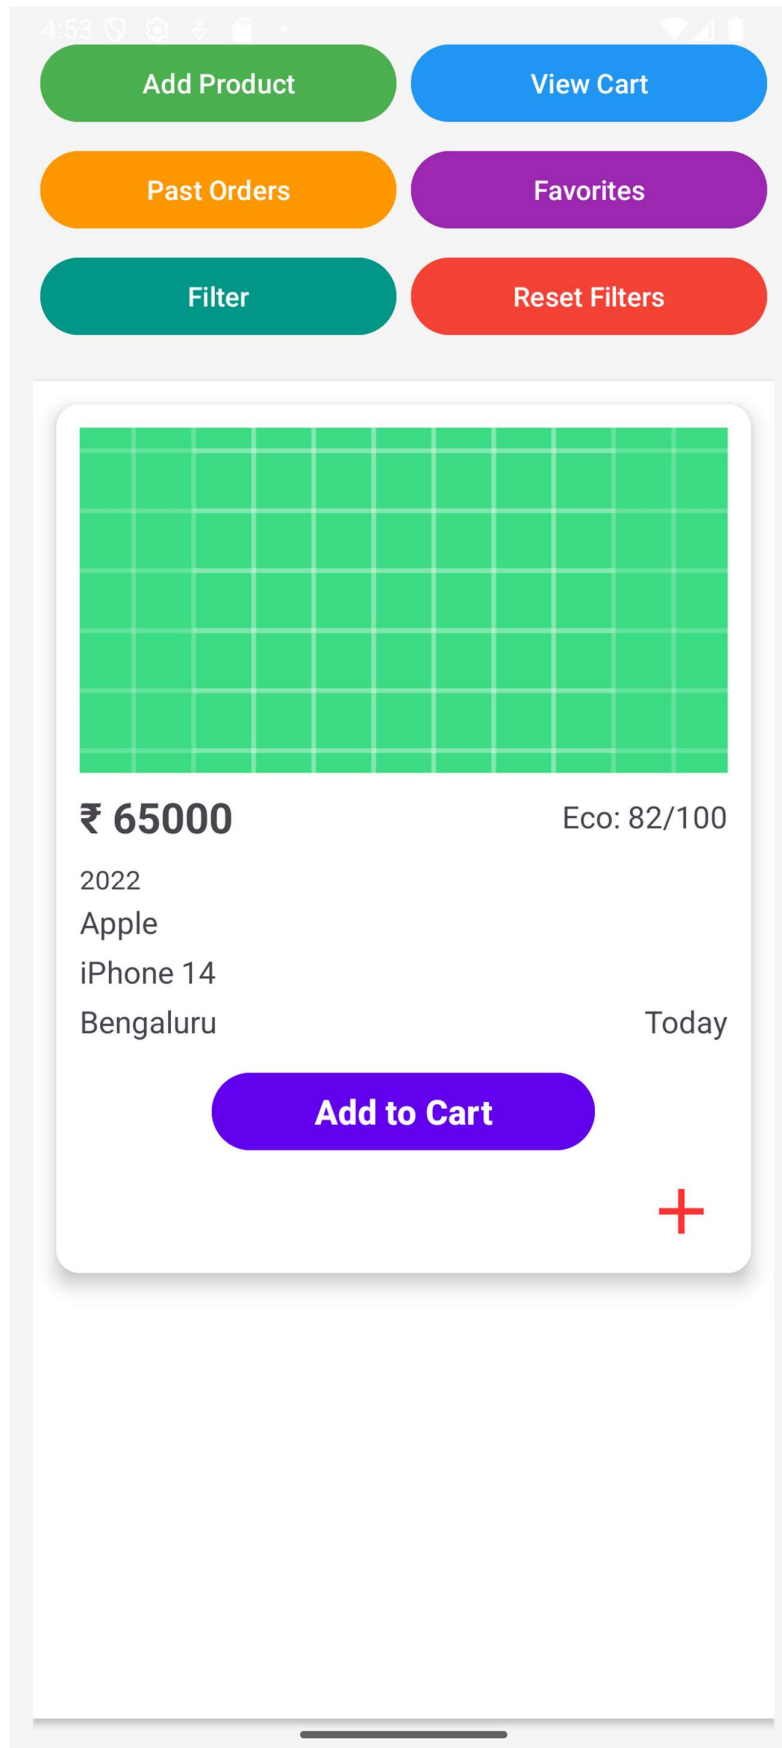 4:53
Add Product View Cart
Past Orders Favorites
Filter Reset Filters
₹ 65000 Eco: 82/100
2022
Apple
iPhone 14
Bengaluru Today
Add to Cart